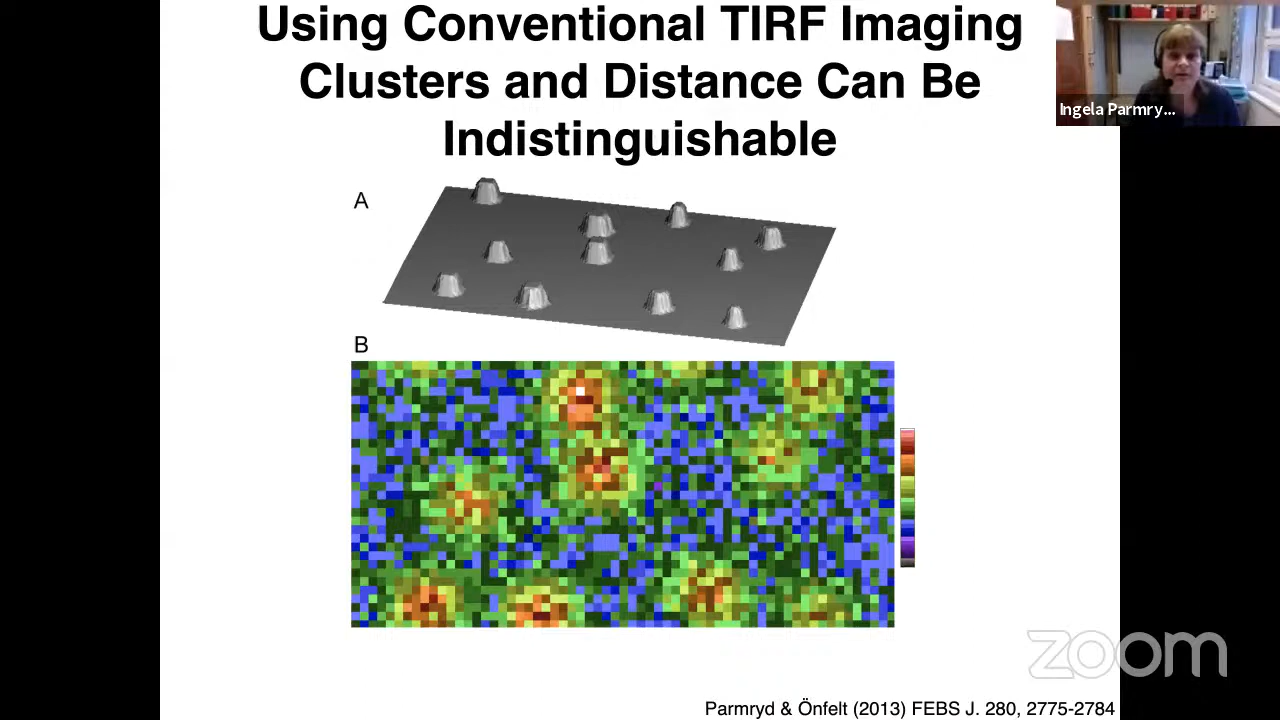 Using Conventional TIRF Imaging
Clusters and Distance Can Be
Indistinguishable
Ingela Parmry...
A
B
zoom
Parmryd & Önfelt (2013) FEBS J. 280, 2775-2784